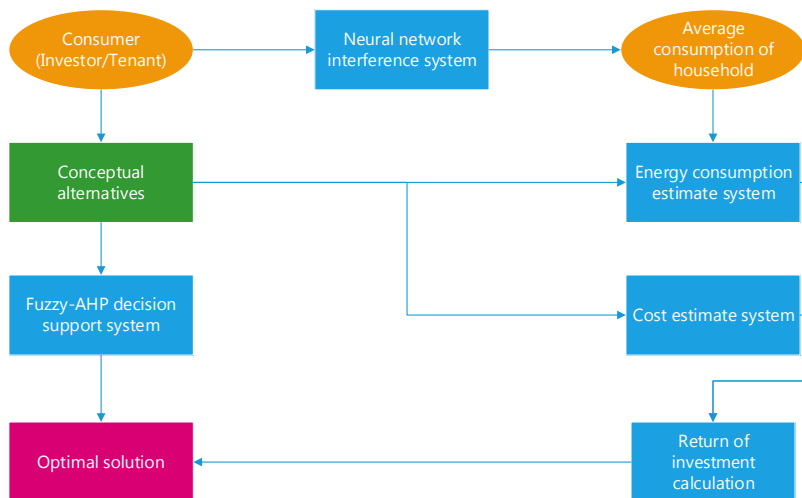 Consumer
(Investor/Tenant)
Neural network
interference system
Average
consumption of
household
Conceptual
alternatives
Energy consumption
estimate system
Fuzzy-AHP decision
support system
Cost estimate system
Optimal solution
Return of
investment
calculation